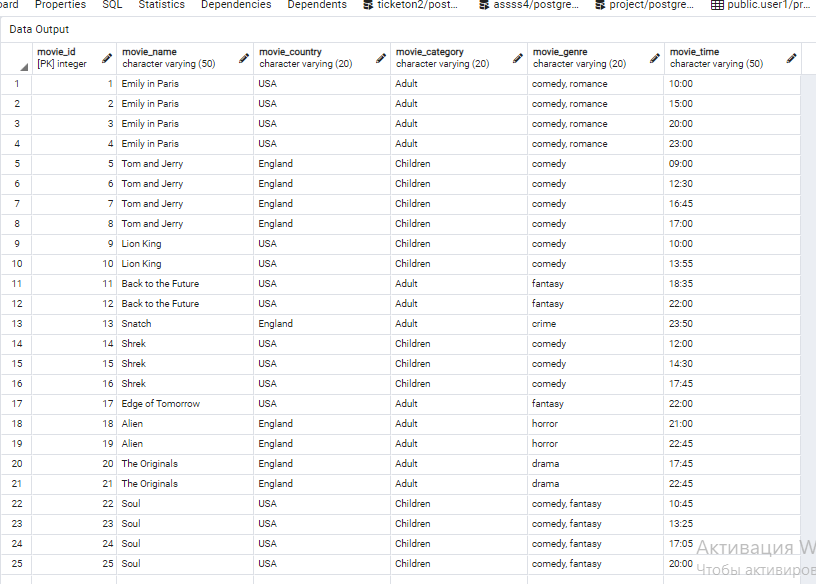 oard Properties SQL Statistics Dependencies Dependents ticketon2/post... assss4/postgre... project/postgre... public.user1/pr...
Data Output
movie_id movie_name movie_country movie_category movie_genre movie_time
[PK] integer character varying (50) character varying (20) character varying (20) character varying (20) character varying (50)
1 1 Emily in Paris USA Adult comedy, romance 10:00
2 2 Emily in Paris USA Adult comedy, romance 15:00
3 3 Emily in Paris USA Adult comedy, romance 20:00
4 4 Emily in Paris USA Adult comedy, romance 23:00
5 5 Tom and Jerry England Children comedy 09:00
6 6 Tom and Jerry England Children comedy 12:30
7 7 Tom and Jerry England Children comedy 16:45
8 8 Tom and Jerry England Children comedy 17:00
9 9 Lion King USA Children comedy 10:00
10 10 Lion King USA Children comedy 13:55
11 11 Back to the Future USA Adult fantasy 18:35
12 12 Back to the Future USA Adult fantasy 22:00
13 13 Snatch England Adult crime 23:50
14 14 Shrek USA Children comedy 12:00
15 15 Shrek USA Children comedy 14:30
16 16 Shrek USA Children comedy 17:45
17 17 Edge of Tomorrow USA Adult fantasy 22:00
18 18 Alien England Adult horror 21:00
19 19 Alien England Adult horror 22:45
20 20 The Originals England Adult drama 17:45
21 21 The Originals England Adult drama 22:45
22 22 Soul USA Children comedy, fantasy 10:45
23 23 Soul USA Children comedy, fantasy 13:25
24 24 Soul USA Children comedy, fantasy 17:05
25 25 Soul USA Children comedy, fantasy 20:00
Активация W
Чтобы активиров